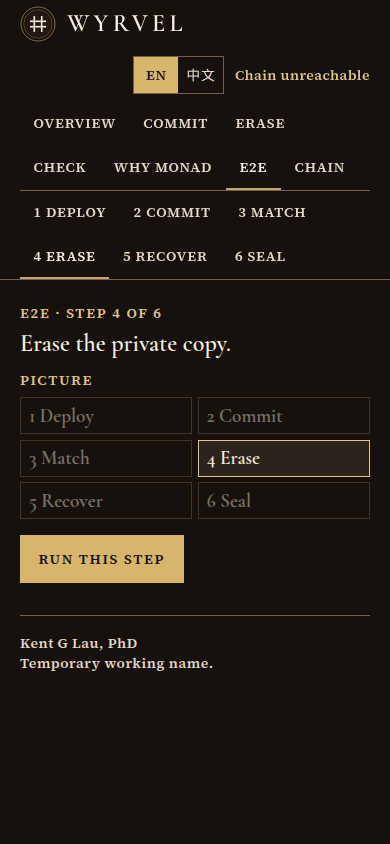 WYRVEL
EN 中文 Chain unreachable
OVERVIEW COMMIT ERASE
CHECK WHY MONAD E2E CHAIN
1 DEPLOY 2 COMMIT 3 MATCH
4 ERASE 5 RECOVER 6 SEAL
E2E · STEP 4 OF 6
Erase the private copy.
PICTURE
1 Deploy 2 Commit
3 Match 4 Erase
5 Recover 6 Seal
RUN THIS STEP
Kent G Lau, PhD
Temporary working name.